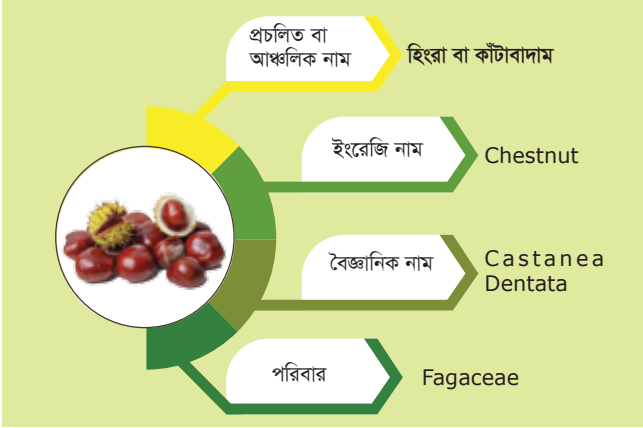 প্রচলিত বা
আঞ্চলিক নাম
হিংরা বা কাঁটাবাদাম
ইংরেজি নাম
Chestnut
বৈজ্ঞানিক নাম
Castanea
Dentata
পরিবার
Fagaceae